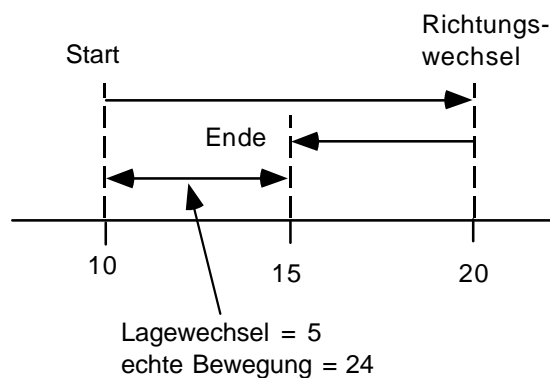 Start
Richtungs-
wechsel
Ende
10
15
20
Lagewechsel = 5
echte Bewegung = 24